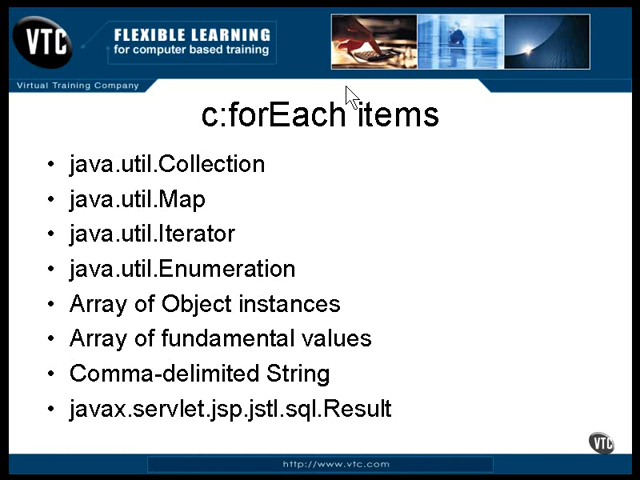 VTC
FLEXIBLE LEARNING
for computer based training
Virtual Training Company
c:forEach items
• java.util.Collection
• java.util.Map
• java.util.Iterator
• java.util.Enumeration
• Array of Object instances
• Array of fundamental values
• Comma-delimited String
• javax.servlet.jsp.jstl.sql.Result
VTC
http://www.vtc.com